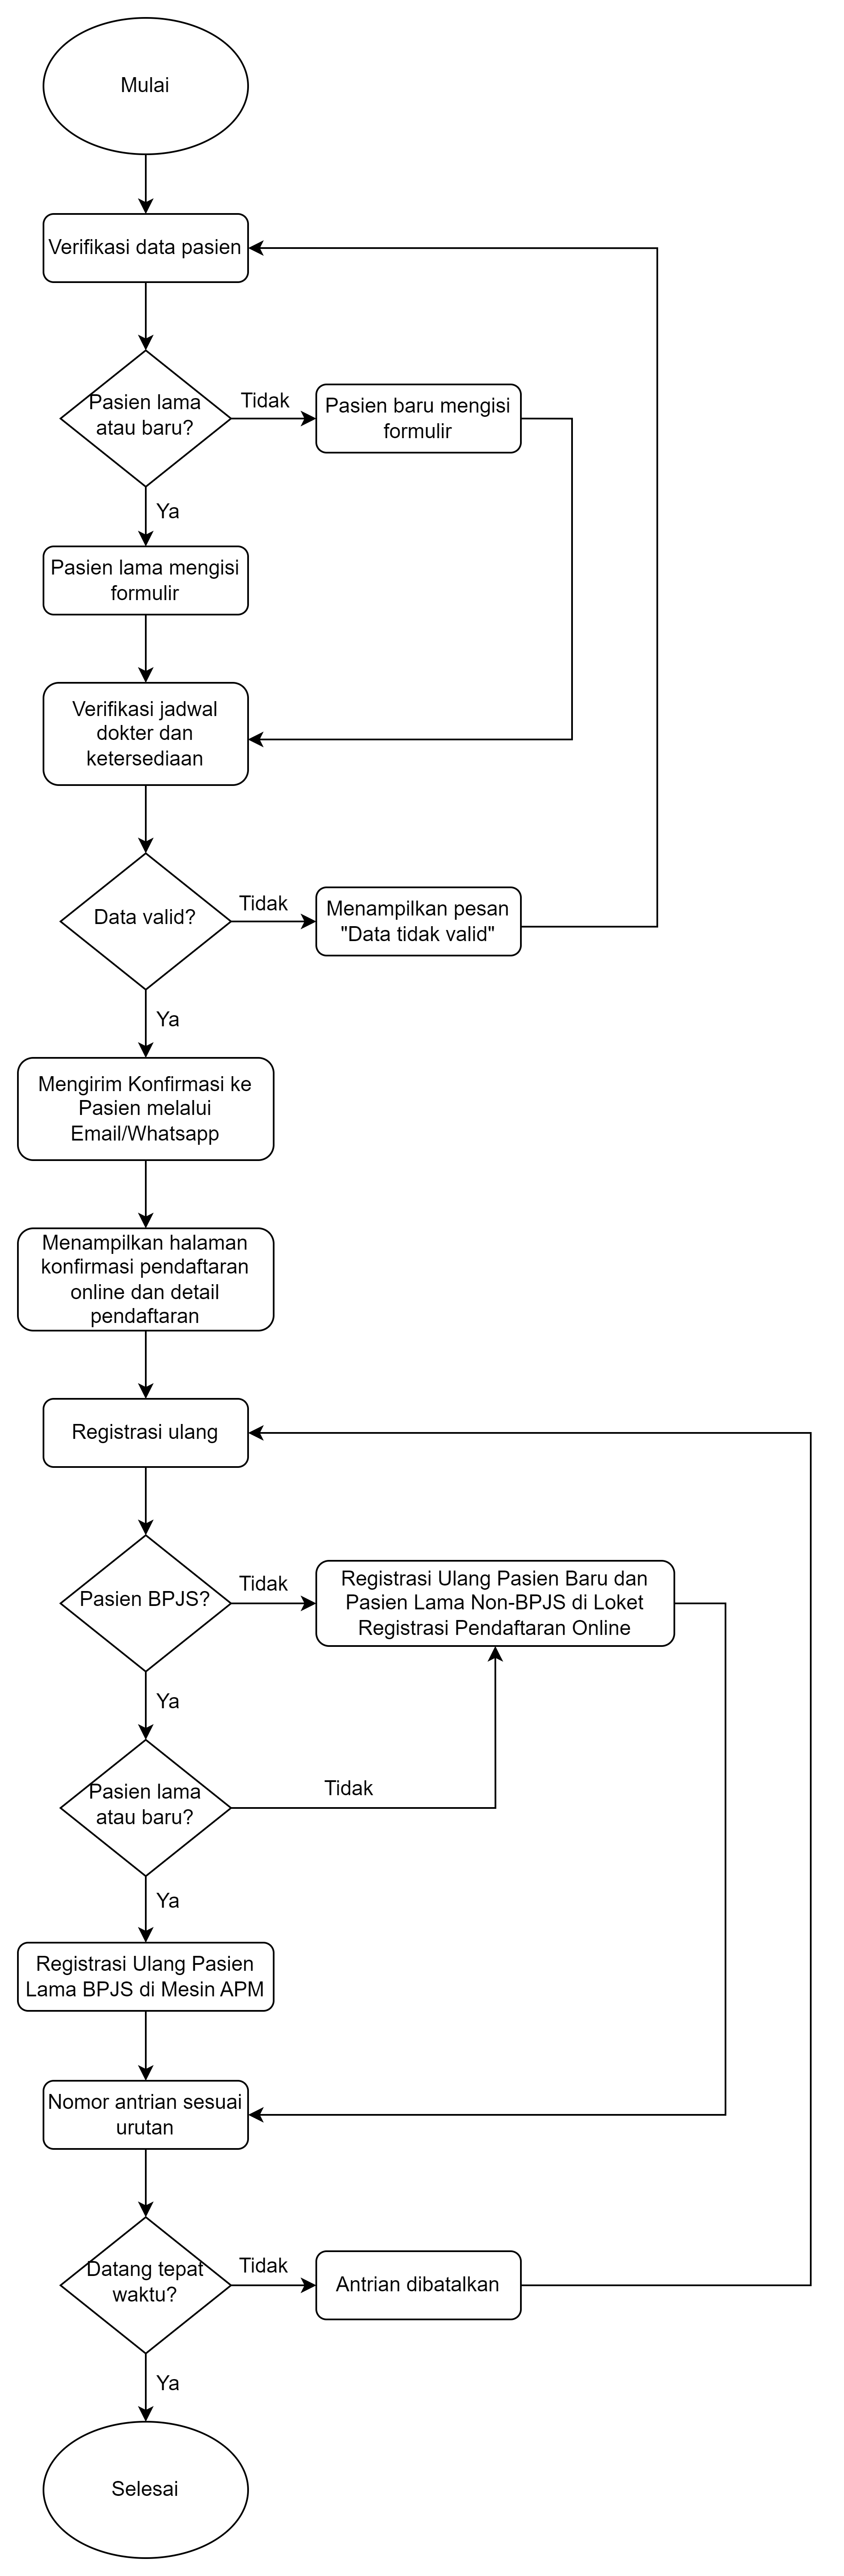 Mulai
Verifikasi data pasien
Pasien lama
atau baru?
Tidak
Pasien baru mengisi
formulir
Ya
Pasien lama mengisi
formulir
Verifikasi jadwal
dokter dan
ketersediaan
Data valid?
Tidak
Menampilkan pesan
"Data tidak valid"
Ya
Mengirim Konfirmasi ke
Pasien melalui
Email/Whatsapp
Menampilkan halaman
konfirmasi pendaftaran
online dan detail
pendaftaran
Registrasi ulang
Pasien BPJS?
Tidak
Registrasi Ulang Pasien Baru dan
Pasien Lama Non-BPJS di Loket
Registrasi Pendaftaran Online
Ya
Pasien lama
atau baru?
Tidak
Ya
Registrasi Ulang Pasien
Lama BPJS di Mesin APM
Nomor antrian sesuai
urutan
Datang tepat
waktu?
Tidak
Antrian dibatalkan
Ya
Selesai